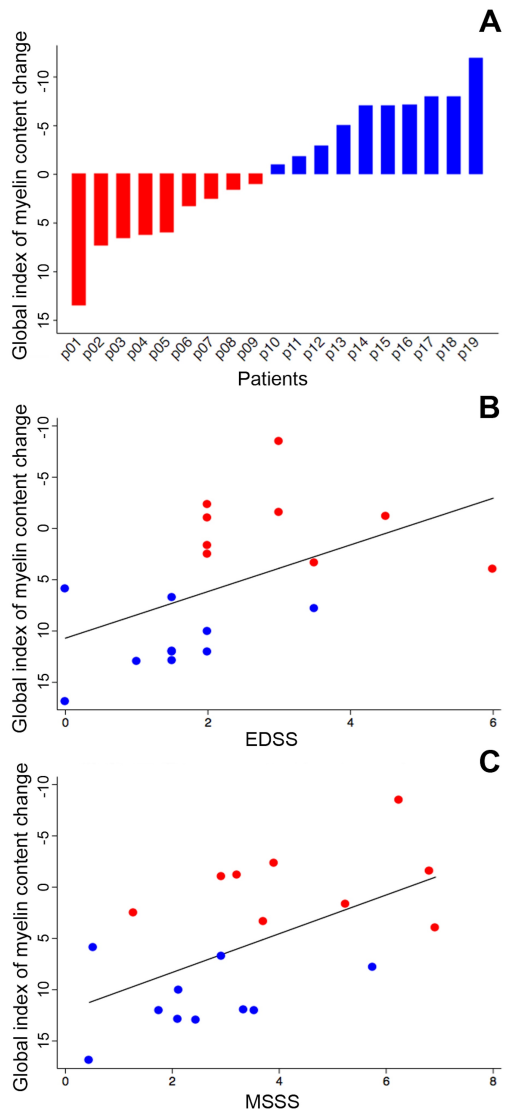 A
Global index of myelin content change
-10
-5
0
5
10
15
p01 p02 p03 p04 p05 p06 p07 p08 p09 p10 p11 p12 p13 p14 p15 p16 p17 p18 p19
Patients
B
Global index of myelin content change
-10
-5
0
5
10
15
0 2 4 6
EDSS
C
Global index of myelin content change
-10
-5
0
5
10
15
0 2 4 6 8
MSSS